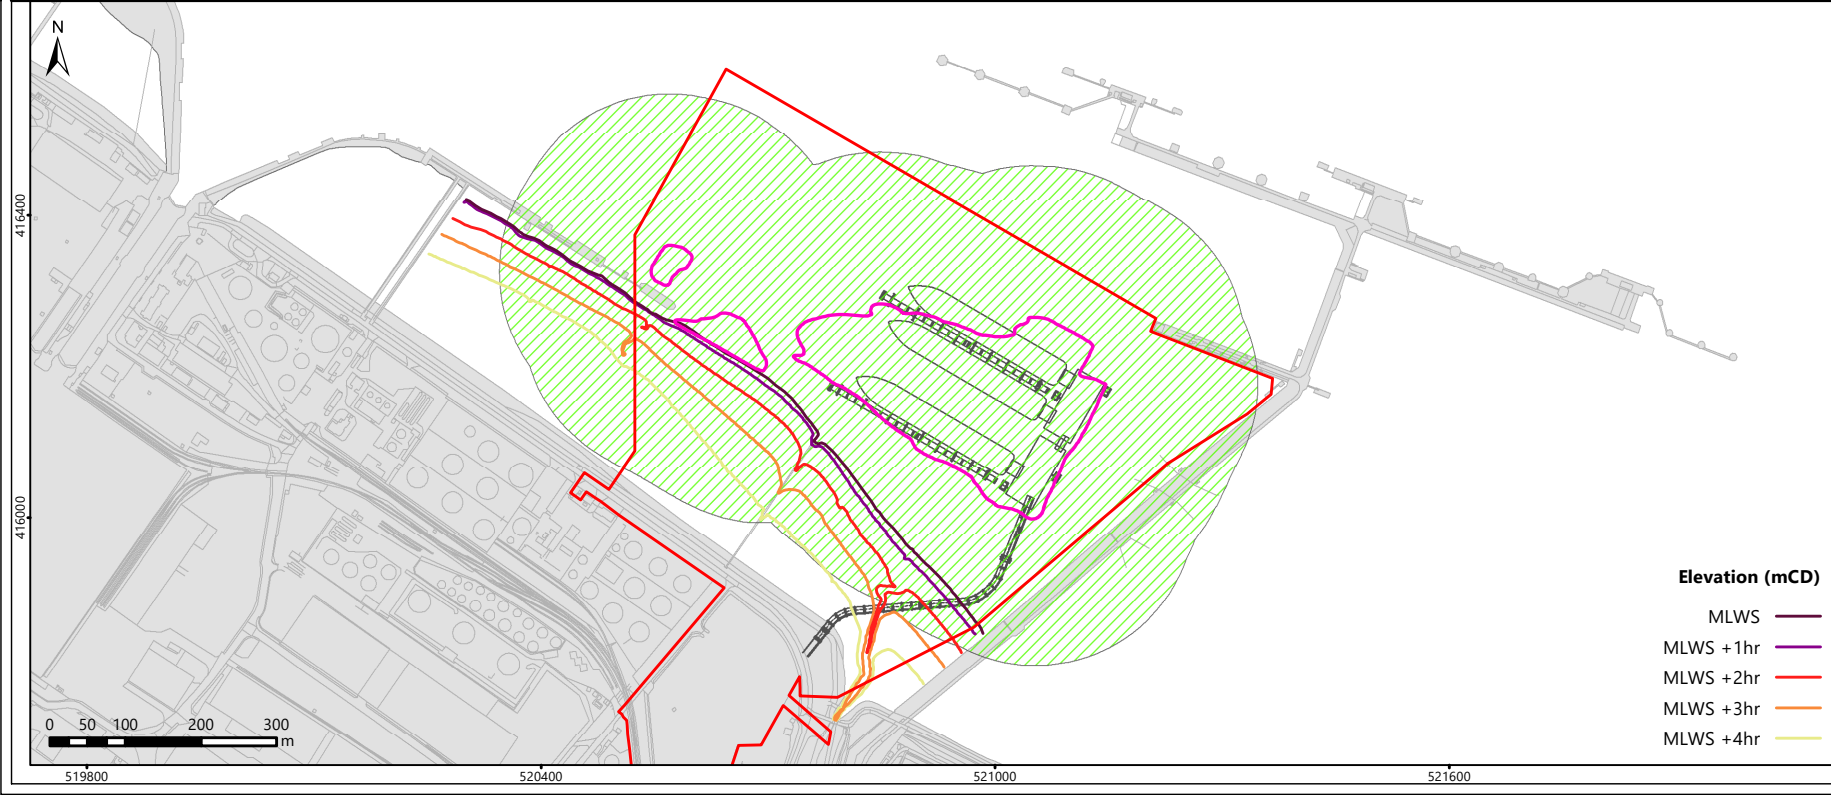 N
416400
416000
Elevation (mCD)
MLWS
MLWS +1hr
MLWS +2hr
MLWS +3hr
MLWS +4hr
0 50 100 200 300
m
519800 520400 521000 521600